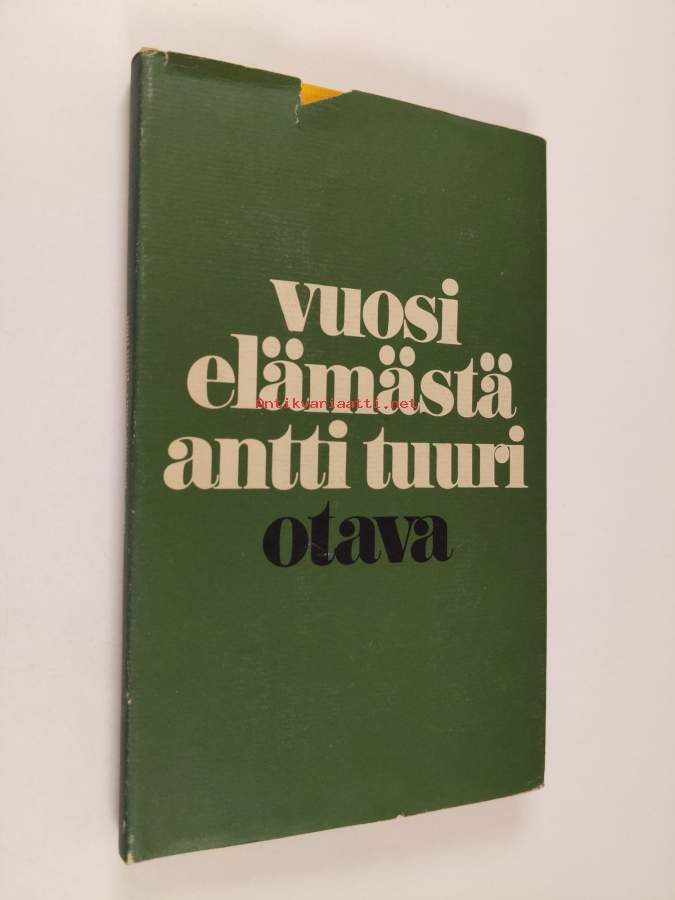 vuosi
elämästä
Antikvariaatti.net
antti tuuri
otava